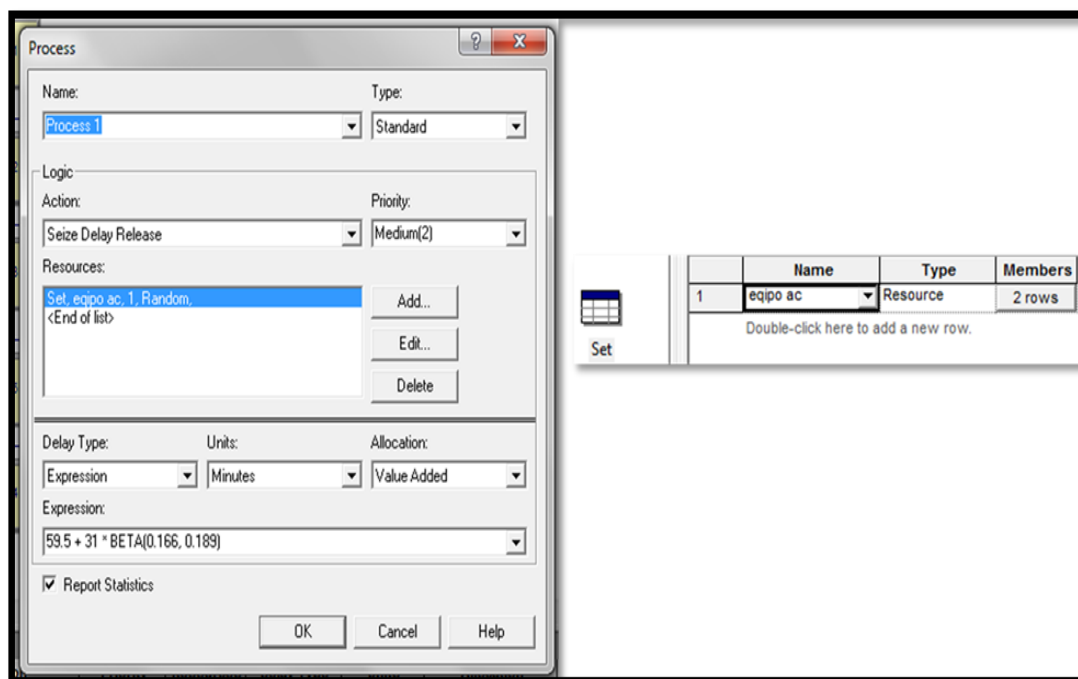 Process
Name:
Type:
Process 1
Standard
Logic
Action:
Priority:
Seize Delay Release
Medium(2)
Resources:
Set, eqipo ac, 1, Random,
<End of list>
Add...
Edit...
Delete
Delay Type:
Units:
Allocation:
Expression
Minutes
Value Added
Expression:
59.5 + 31 * BETA(0.166, 0.189)
Report Statistics
OK
Cancel
Help
Set
Name
Type
Members
1
eqipo ac
Resource
2 rows
Double-click here to add a new row.